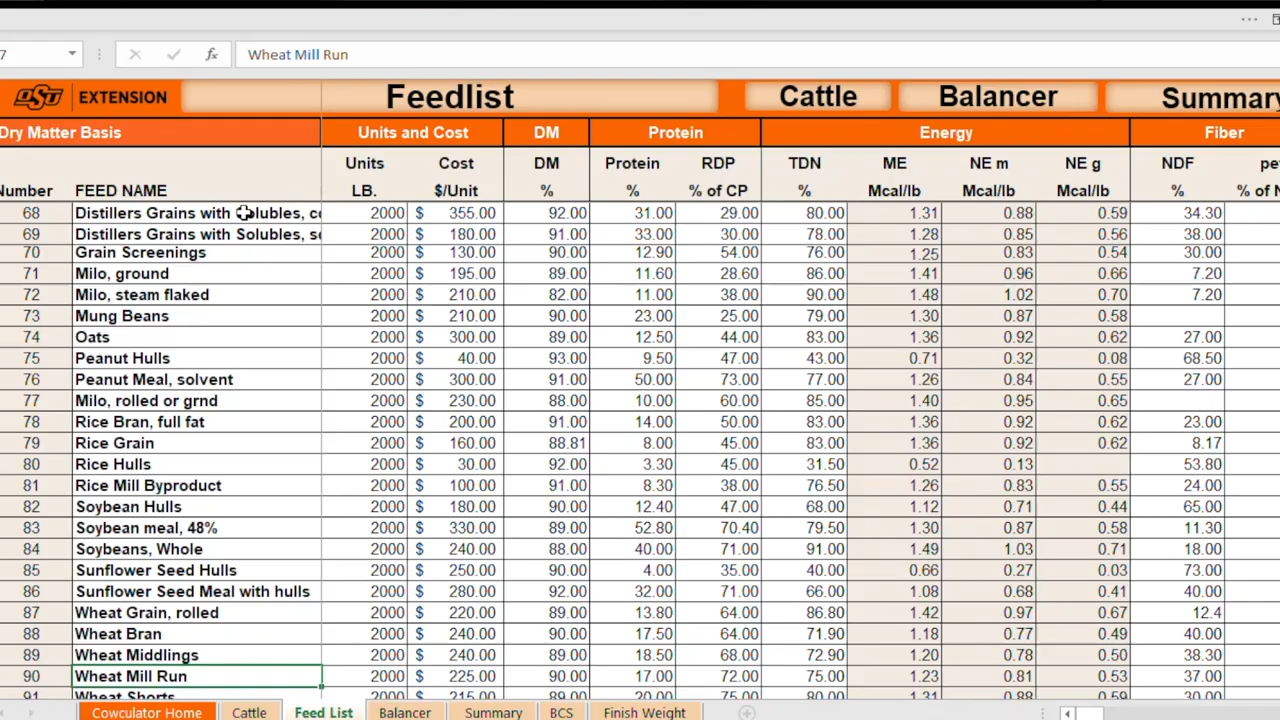 7 fx Wheat Mill Run
OSU EXTENSION Feedlist Cattle Balancer Summary
Dry Matter Basis Units and Cost DM Protein Energy Fiber
Units Cost DM Protein RDP TDN ME NE m NE g NDF pe
Number FEED NAME LB. $/Unit % % % of CP % Mcal/lb Mcal/lb Mcal/lb % % of N
68 Distillers Grains with Solubles, co 2000 $ 355.00 92.00 31.00 29.00 80.00 1.31 0.88 0.59 34.30
69 Distillers Grains with Solubles, so 2000 $ 180.00 91.00 33.00 30.00 78.00 1.28 0.85 0.56 38.00
70 Grain Screenings 2000 $ 130.00 90.00 12.90 54.00 76.00 1.25 0.83 0.54 30.00
71 Milo, ground 2000 $ 195.00 89.00 11.60 28.60 86.00 1.41 0.96 0.66 7.20
72 Milo, steam flaked 2000 $ 210.00 82.00 11.00 38.00 90.00 1.48 1.02 0.70 7.20
73 Mung Beans 2000 $ 210.00 90.00 23.00 25.00 79.00 1.30 0.87 0.58
74 Oats 2000 $ 300.00 89.00 12.50 44.00 83.00 1.36 0.92 0.62 27.00
75 Peanut Hulls 2000 $ 40.00 93.00 9.50 47.00 43.00 0.71 0.32 0.08 68.50
76 Peanut Meal, solvent 2000 $ 300.00 91.00 50.00 73.00 77.00 1.26 0.84 0.55 27.00
77 Milo, rolled or grnd 2000 $ 230.00 88.00 10.00 60.00 85.00 1.40 0.95 0.65
78 Rice Bran, full fat 2000 $ 200.00 91.00 14.00 50.00 83.00 1.36 0.92 0.62 23.00
79 Rice Grain 2000 $ 160.00 88.81 8.00 45.00 83.00 1.36 0.92 0.62 8.17
80 Rice Hulls 2000 $ 30.00 92.00 3.30 45.00 31.50 0.52 0.13 53.80
81 Rice Mill Byproduct 2000 $ 100.00 91.00 8.30 38.00 76.50 1.26 0.83 0.55 24.00
82 Soybean Hulls 2000 $ 180.00 90.00 12.40 47.00 68.00 1.12 0.71 0.44 65.00
83 Soybean meal, 48% 2000 $ 330.00 89.00 52.80 70.40 79.50 1.30 0.87 0.58 11.30
84 Soybeans, Whole 2000 $ 240.00 88.00 40.00 71.00 91.00 1.49 1.03 0.71 18.00
85 Sunflower Seed Hulls 2000 $ 250.00 90.00 4.00 35.00 40.00 0.66 0.27 0.03 73.00
86 Sunflower Seed Meal with hulls 2000 $ 280.00 92.00 32.00 71.00 66.00 1.08 0.68 0.41 40.00
87 Wheat Grain, rolled 2000 $ 220.00 89.00 13.80 64.00 86.80 1.42 0.97 0.67 12.4
88 Wheat Bran 2000 $ 240.00 90.00 17.50 64.00 71.90 1.18 0.77 0.49 40.00
89 Wheat Middlings 2000 $ 240.00 89.00 18.50 68.00 72.90 1.20 0.78 0.50 38.30
90 Wheat Mill Run 2000 $ 225.00 90.00 17.00 72.00 75.00 1.23 0.81 0.53 37.00
91 Wheat Shorts 2000 $ 215.00 89.00 20.00 75.00 80.00 1.31 0.88 0.59 30.00
Cowculator Home Cattle Feed List Balancer Summary BCS Finish Weight